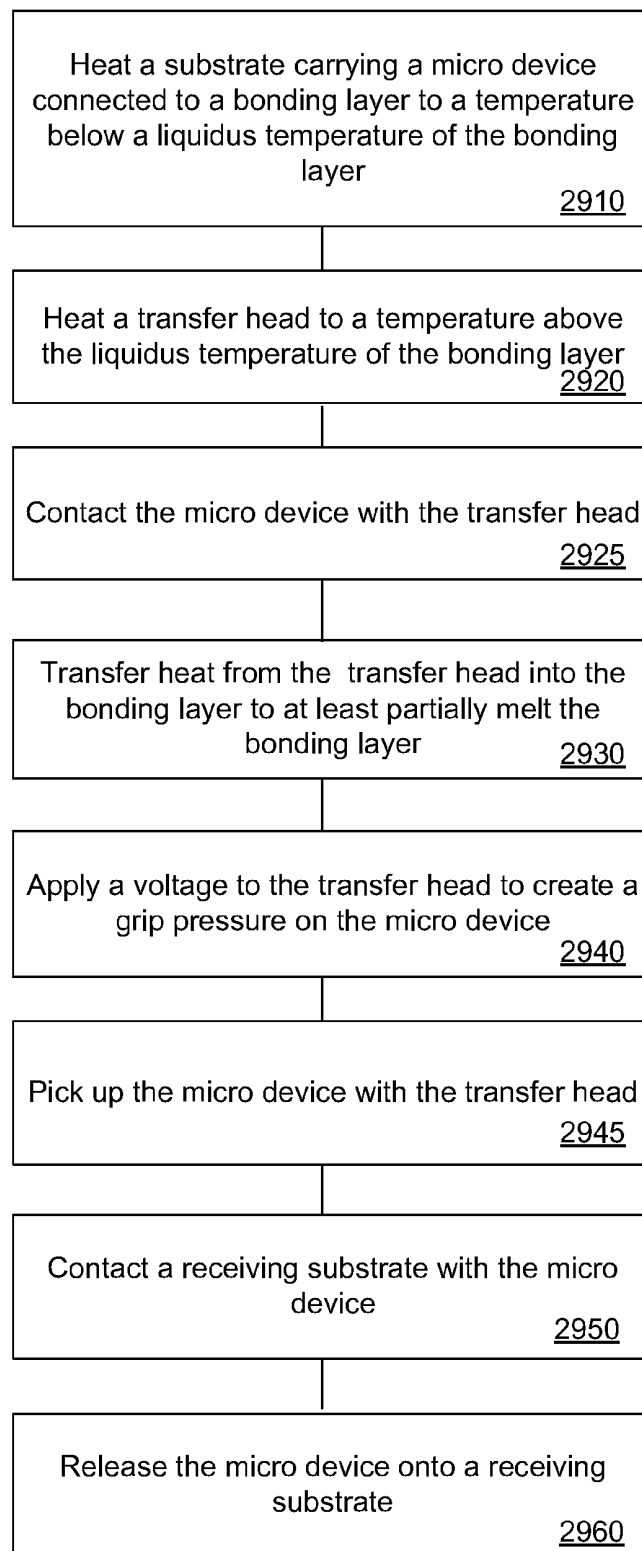 Heat a substrate carrying a micro device
connected to a bonding layer to a temperature
below a liquidus temperature of the bonding
layer
2910
Heat a transfer head to a temperature above
the liquidus temperature of the bonding layer
2920
Contact the micro device with the transfer head
2925
Transfer heat from the transfer head into the
bonding layer to at least partially melt the
bonding layer
2930
Apply a voltage to the transfer head to create a
grip pressure on the micro device
2940
Pick up the micro device with the transfer head
2945
Contact a receiving substrate with the micro
device
2950
Release the micro device onto a receiving
substrate
2960